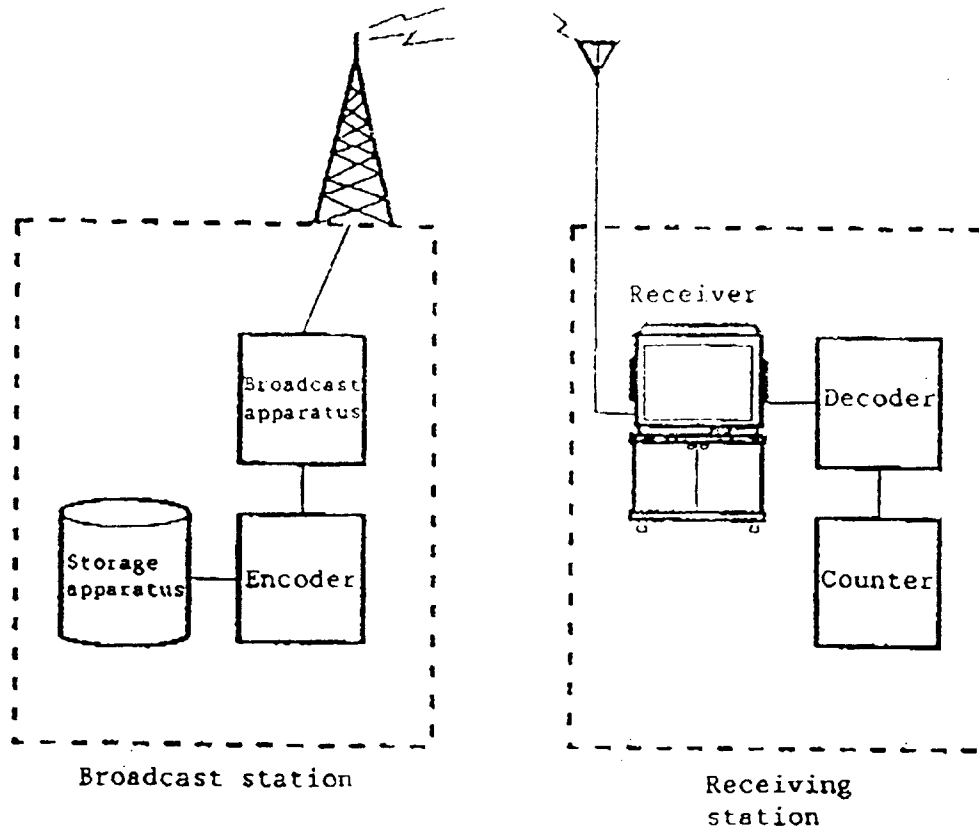 Receiver
Broadcast
apparatus
Decoder
Storage
apparatus
Encoder
Counter
Broadcast station
Receiving
station